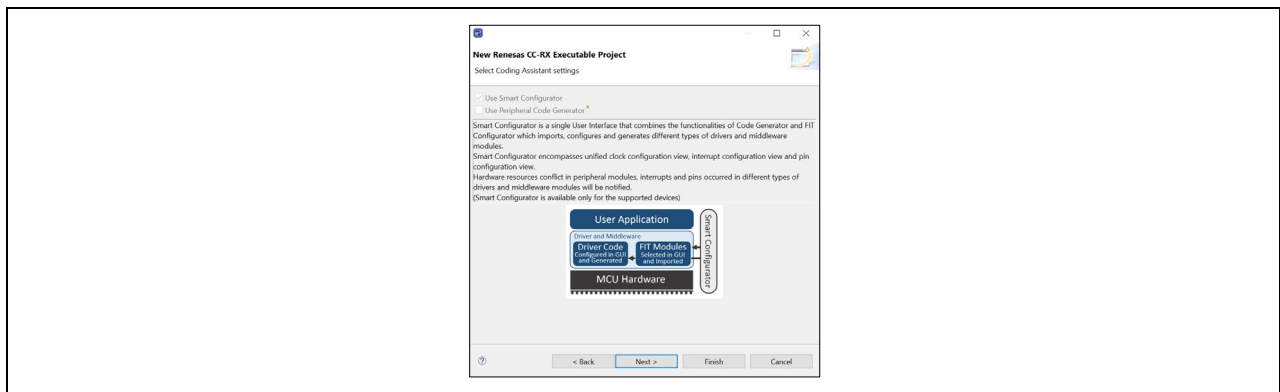 New Renesas CC-RX Executable Project
Select Coding Assistant settings
Use Smart Configurator
Use Peripheral Code Generator*
Smart Configurator is a single User Interface that combines the functionalities of Code Generator and FIT
Configurator which imports, configures and generates different types of drivers and middleware
modules.
Smart Configurator encompasses unified clock configuration view, interrupt configuration view and pin
configuration view.
Hardware resources conflict in peripheral modules, interrupts and pins occurred in different types of
drivers and middleware modules will be notified.
(Smart Configurator is available only for the supported devices)
User Application
Driver and Middleware
Driver Code
Configured in GUI
and Generated
FIT Modules
Selected in GUI
and Imported
MCU Hardware
Smart Configurator
< Back
Next >
Finish
Cancel